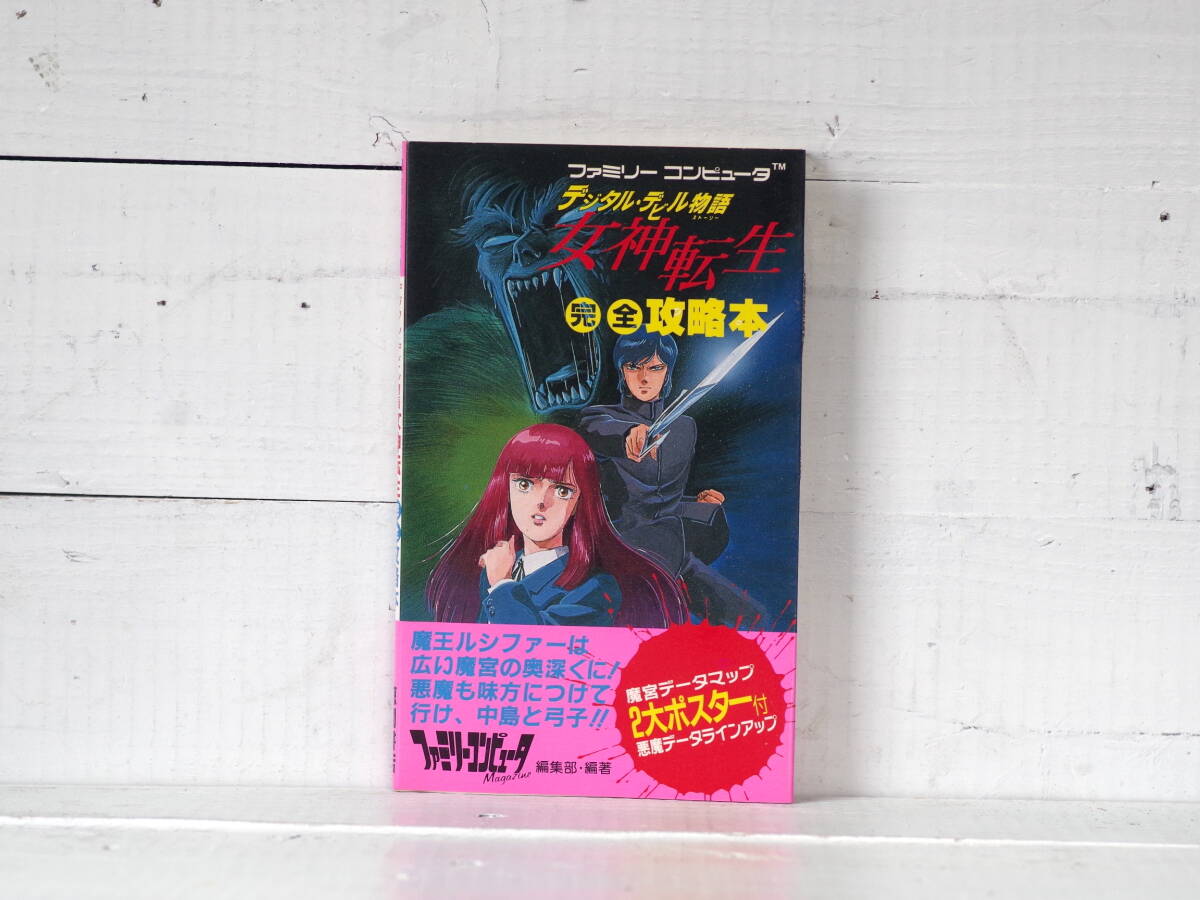 ファミリー コンピュータ™
デジタル・デビル物語
ストーリー
女神転生
完全攻略本
魔王ルシファーは
広い魔宮の奥深くに!
悪魔も味方につけて
行け、中島と弓子!!
ファミリーコンピュータ
Magazine 編集部・編著
魔宮データマップ
2大ポスター付
悪魔データラインアップ